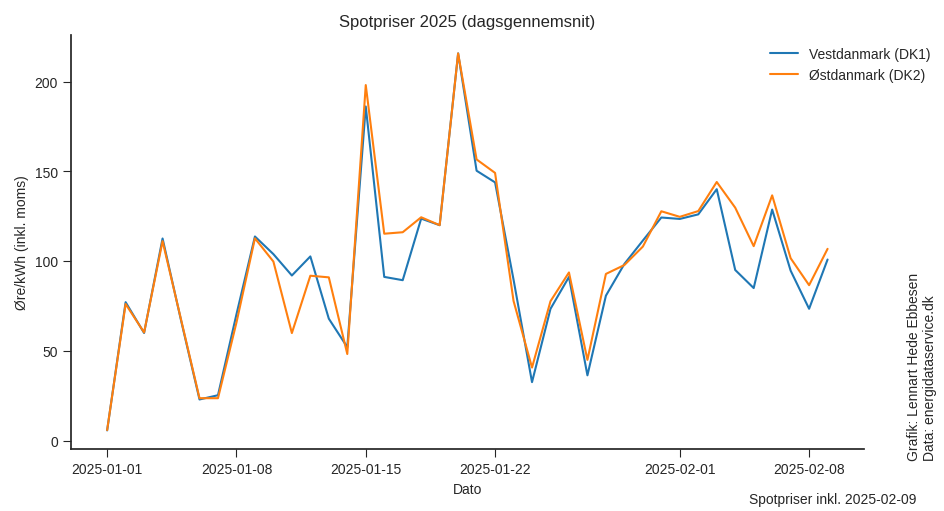 Spotpriser 2025 (dagsgennemsnit)
Vestdanmark (DK1)
Østdanmark (DK2)
Øre/kWh (inkl. moms)
200
150
100
50
0
2025-01-01
2025-01-08
2025-01-15
2025-01-22
2025-02-01
2025-02-08
Dato
Grafik: Lennart Hede Ebbesen
Data: energidataservice.dk
Spotpriser inkl. 2025-02-09